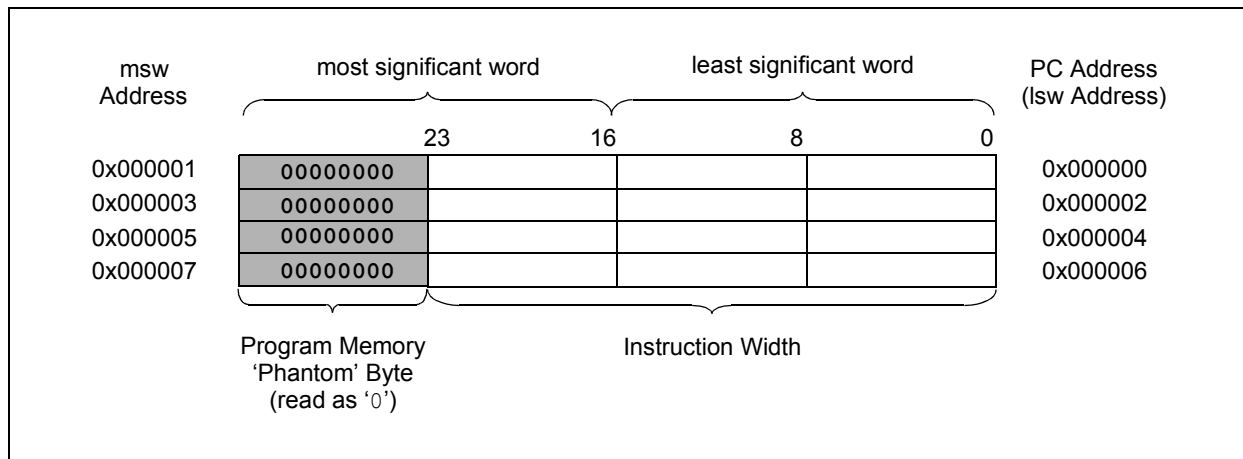 msw
Address
most significant word
least significant word
PC Address
(lsw Address)
23
16
8
0
0x000001
00000000
0x000000
0x000003
00000000
0x000002
0x000005
00000000
0x000004
0x000007
00000000
0x000006
Program Memory
‘Phantom’ Byte
(read as ‘0’)
Instruction Width